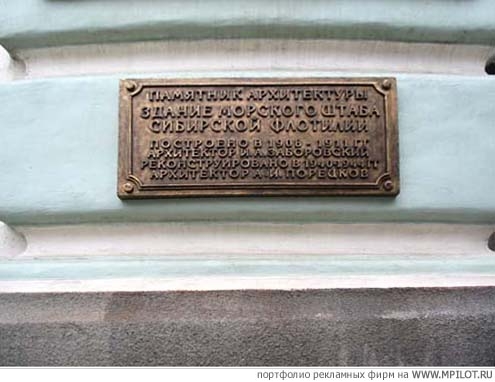 ПАМЯТНИК АРХИТЕКТУРЫ
ЗДАНИЕ МОРСКОГО ШТАБА
СИБИРСКОЙ ФЛОТИЛИИ
ПОСТРОЕНО В 1908-1911 ГГ.
АРХИТЕКТОР И.А. ЗАБОРОВСКИЙ
РЕКОНСТРУИРОВАНО В 1940-1944 ГГ.
АРХИТЕКТОР А.И. ПОРЕЦКОВ
портфолио рекламных фирм на WWW.MPILOT.RU